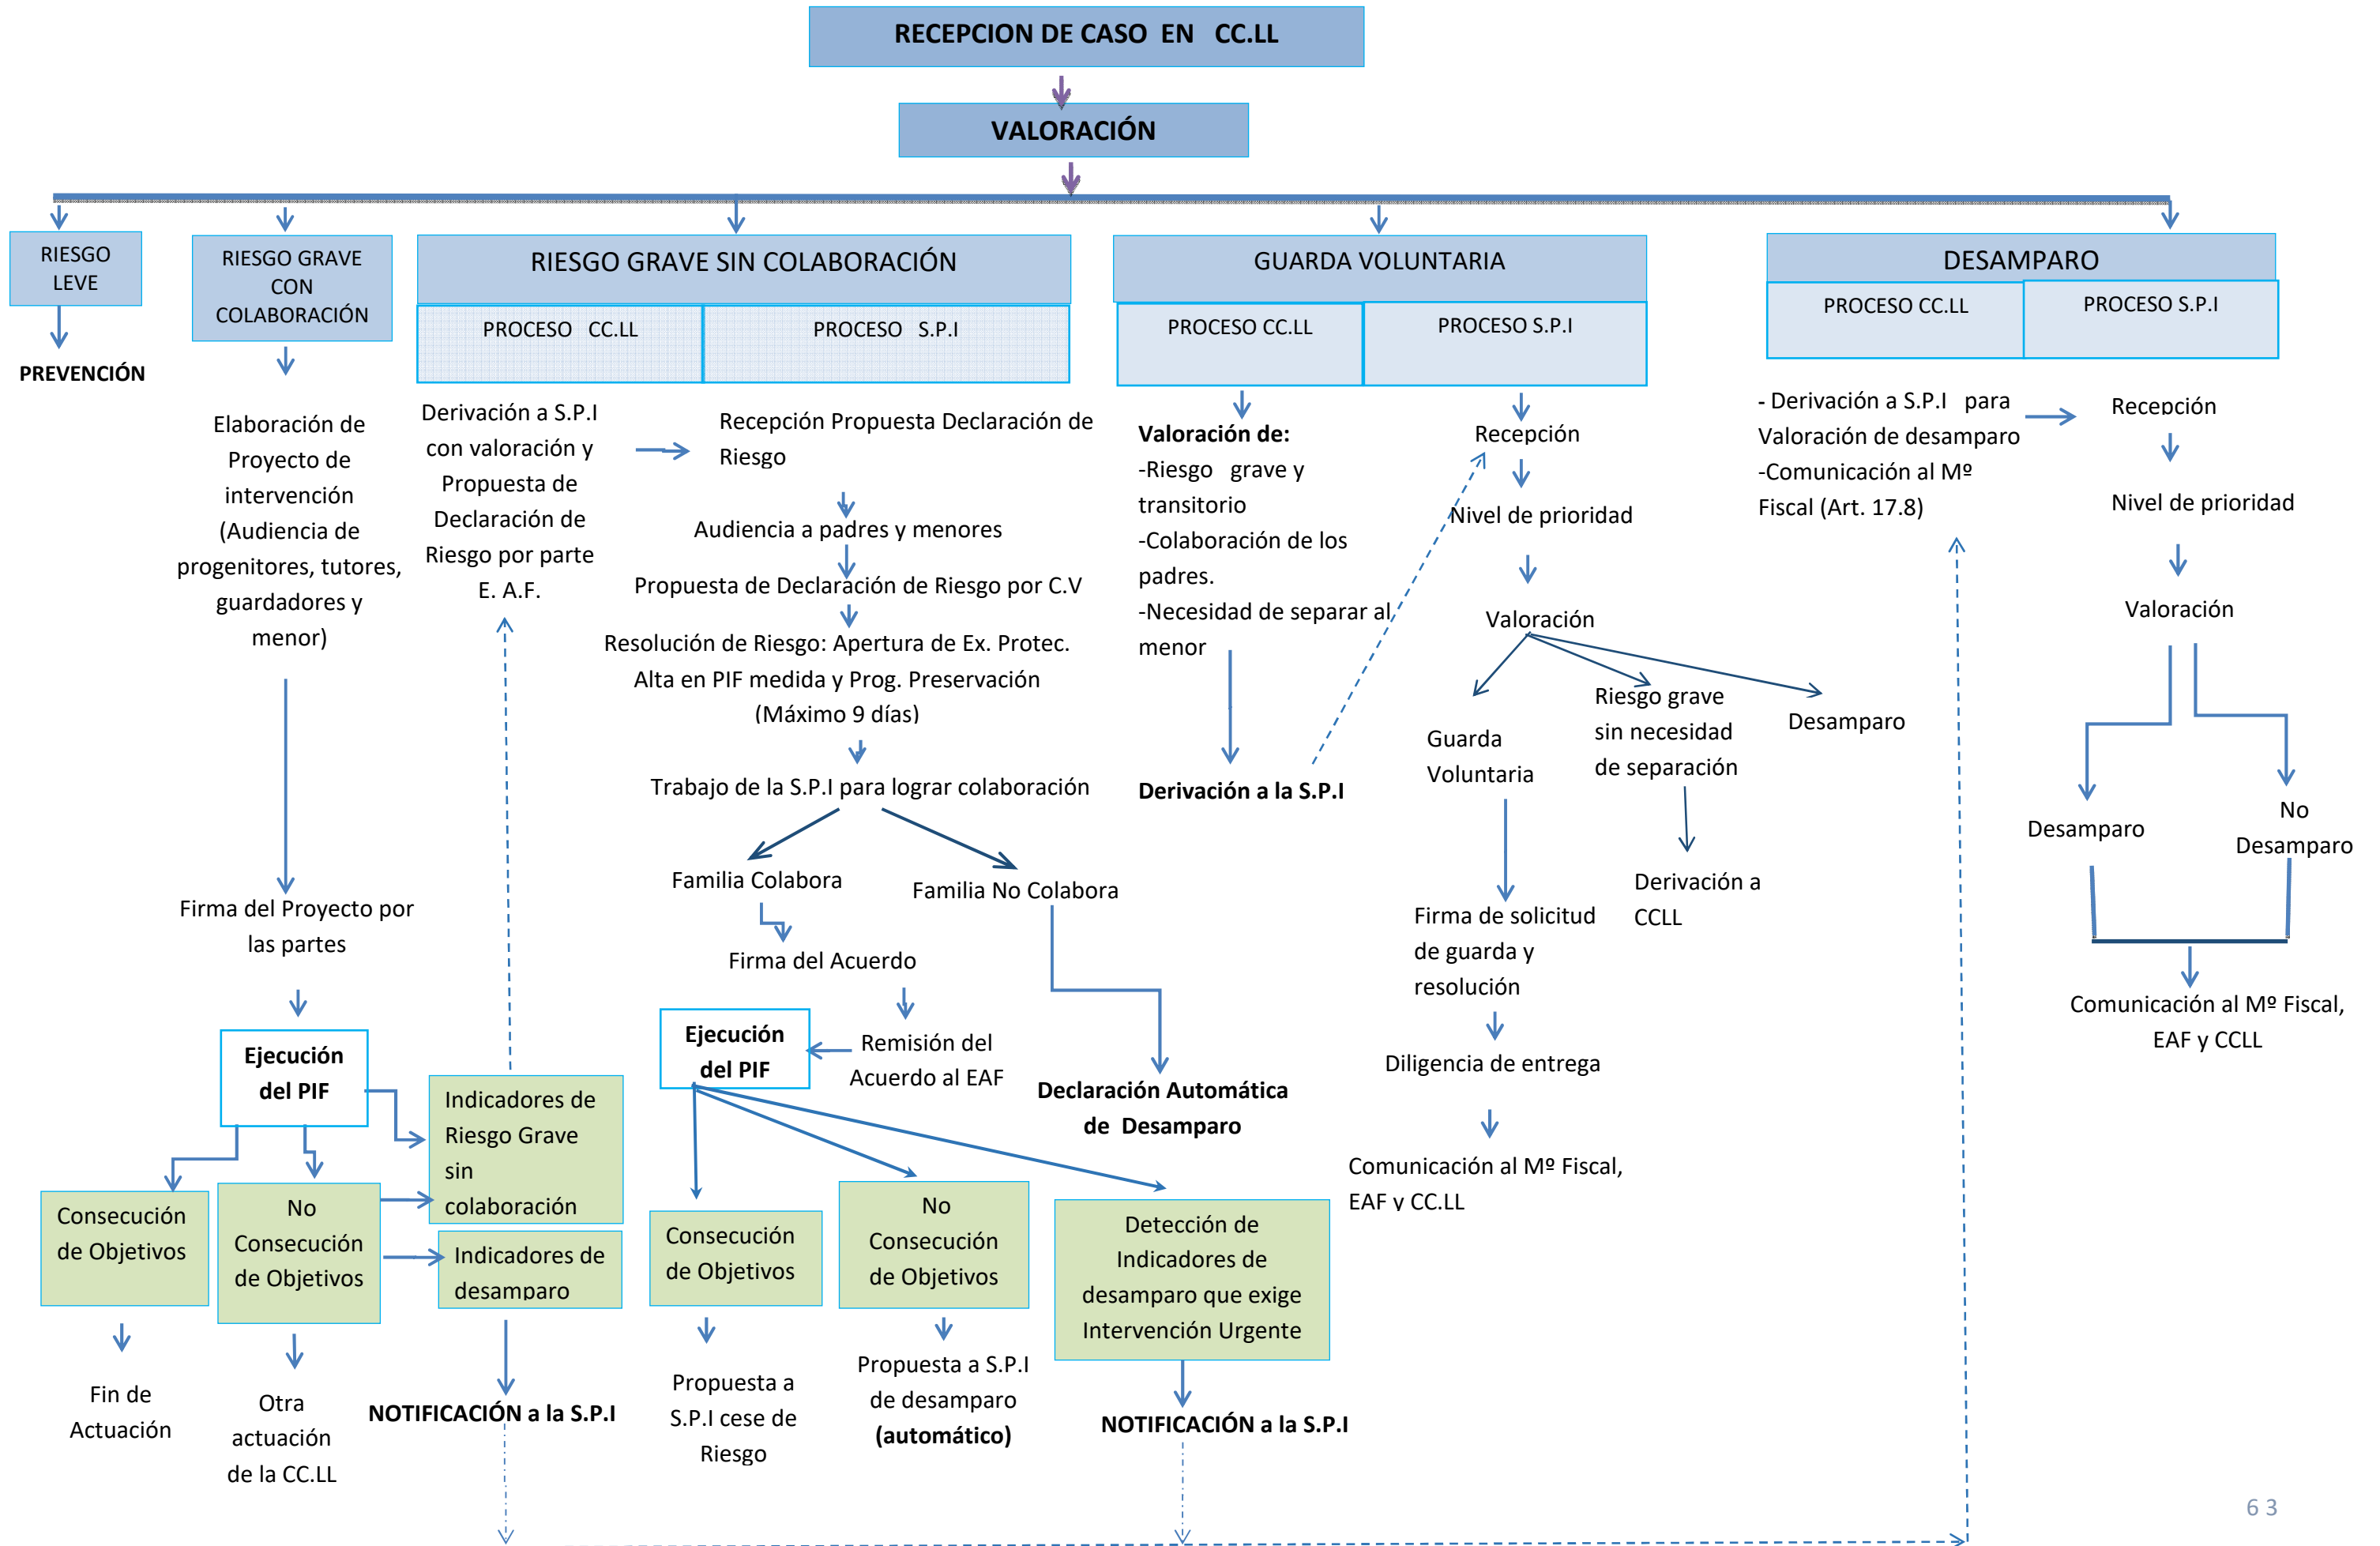 RECEPCION DE CASO EN CC.LL
VALORACIÓN
RIESGO
LEVE
PREVENCIÓN
RIESGO GRAVE
CON
COLABORACIÓN
Elaboración de
Proyecto de
intervención
(Audiencia de
progenitores, tutores,
guardadores y
menor)
Firma del Proyecto por
las partes
Ejecución
del PIF
Consecución
de Objetivos
Fin de
Actuación
No
Consecución
de Objetivos
Otra
actuación
de la CC.LL
Indicadores de
Riesgo Grave
sin
colaboración
Indicadores de
desamparo
NOTIFICACIÓN a la S.P.I
RIESGO GRAVE SIN COLABORACIÓN
PROCESO CC.LL
PROCESO S.P.I
Derivación a S.P.I
con valoración y
Propuesta de
Declaración de
Riesgo por parte
E. A.F.
Recepción Propuesta Declaración de
Riesgo
Audiencia a padres y menores
Propuesta de Declaración de Riesgo por C.V
Resolución de Riesgo: Apertura de Ex. Protec.
Alta en PIF medida y Prog. Preservación
(Máximo 9 días)
Trabajo de la S.P.I para lograr colaboración
Familia Colabora
Familia No Colabora
Firma del Acuerdo
Remisión del
Acuerdo al EAF
Ejecución
del PIF
Declaración Automática
de Desamparo
Consecución
de Objetivos
Propuesta a
S.P.I cese de
Riesgo
No
Consecución
de Objetivos
Propuesta a S.P.I
de desamparo
(automático)
Detección de
Indicadores de
desamparo que exige
Intervención Urgente
NOTIFICACIÓN a la S.P.I
GUARDA VOLUNTARIA
PROCESO CC.LL
PROCESO S.P.I
Valoración de:
-Riesgo grave y
transitorio
-Colaboración de los
padres.
-Necesidad de separar al
menor
Derivación a la S.P.I
Recepción
Nivel de prioridad
Valoración
Guarda
Voluntaria
Riesgo grave
sin necesidad
de separación
Desamparo
Derivación a
CCLL
Firma de solicitud
de guarda y
resolución
Diligencia de entrega
Comunicación al Mº Fiscal,
EAF y CC.LL
DESAMPARO
PROCESO CC.LL
PROCESO S.P.I
- Derivación a S.P.I para
Valoración de desamparo
-Comunicación al Mº
Fiscal (Art. 17.8)
Recepción
Nivel de prioridad
Valoración
Desamparo
No
Desamparo
Comunicación al Mº Fiscal,
EAF y CCLL
6 3